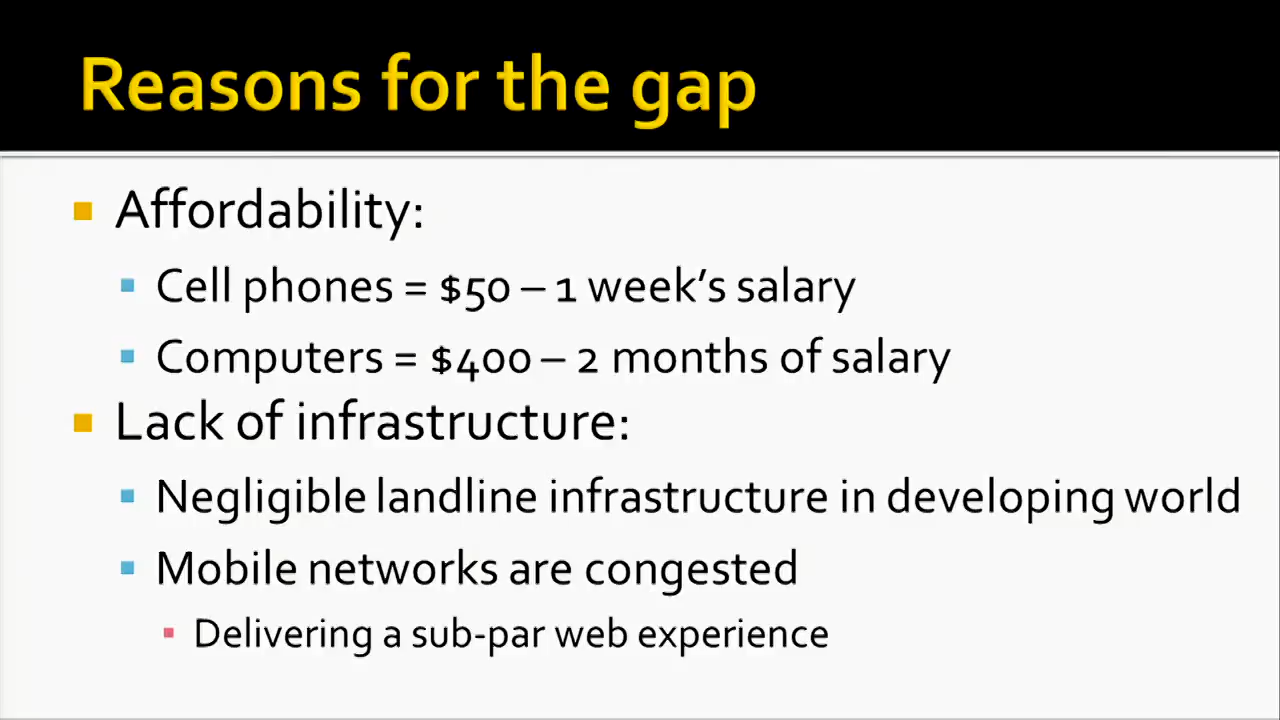 Reasons for the gap
Affordability:
Cell phones = $50 – 1 week’s salary
Computers = $400 – 2 months of salary
Lack of infrastructure:
Negligible landline infrastructure in developing world
Mobile networks are congested
Delivering a sub-par web experience